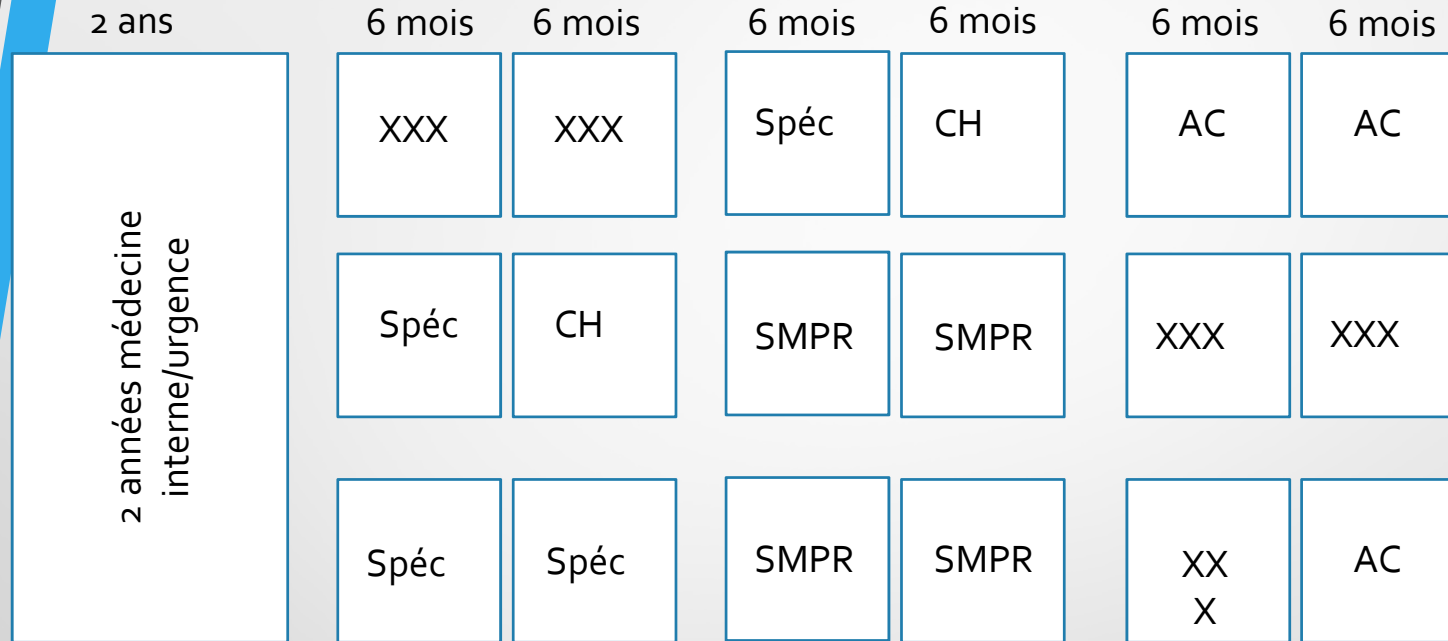 2 ans
6 mois
6 mois
6 mois
6 mois
6 mois
6 mois
2 années médecine
interne/urgence
XXX
XXX
Spéc
CH
AC
AC
Spéc
CH
SMPR
SMPR
XXX
XXX
Spéc
Spéc
SMPR
SMPR
XX
X
AC